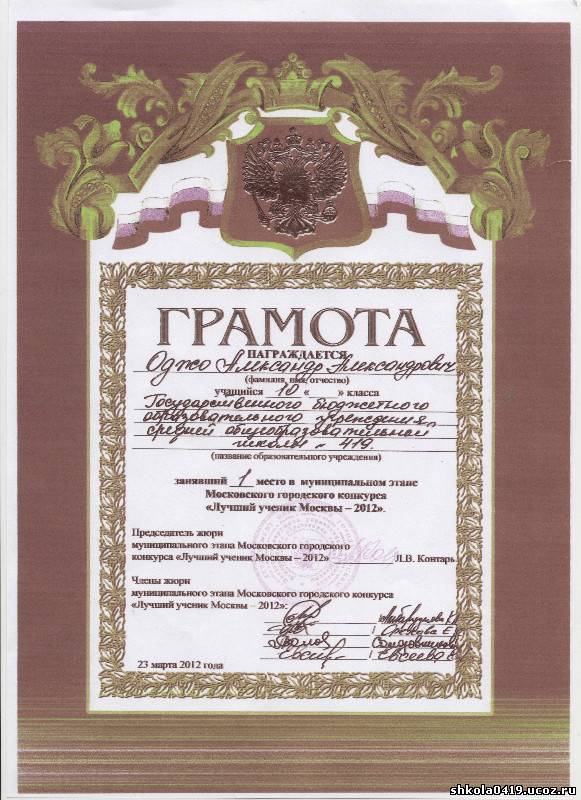 ГРАМОТА
НАГРАЖДАЕТСЯ
Оджо Александр Александрович
(фамилия, имя, отчество)
учащийся 10 « » класса
Государственного бюджетного
образовательного учреждения
средней общеобразовательной
школы № 419
(название образовательного учреждения)
занявший 1 место в муниципальном этапе
Московского городского конкурса
«Лучший ученик Москвы – 2012».
Председатель жюри
муниципального этапа Московского городского
конкурса «Лучший ученик Москвы – 2012» Л.В. Контарь
Члены жюри
муниципального этапа Московского городского конкурса
«Лучший ученик Москвы – 2012»:
Евсеева
23 марта 2012 года
shkola0419.ucoz.ru